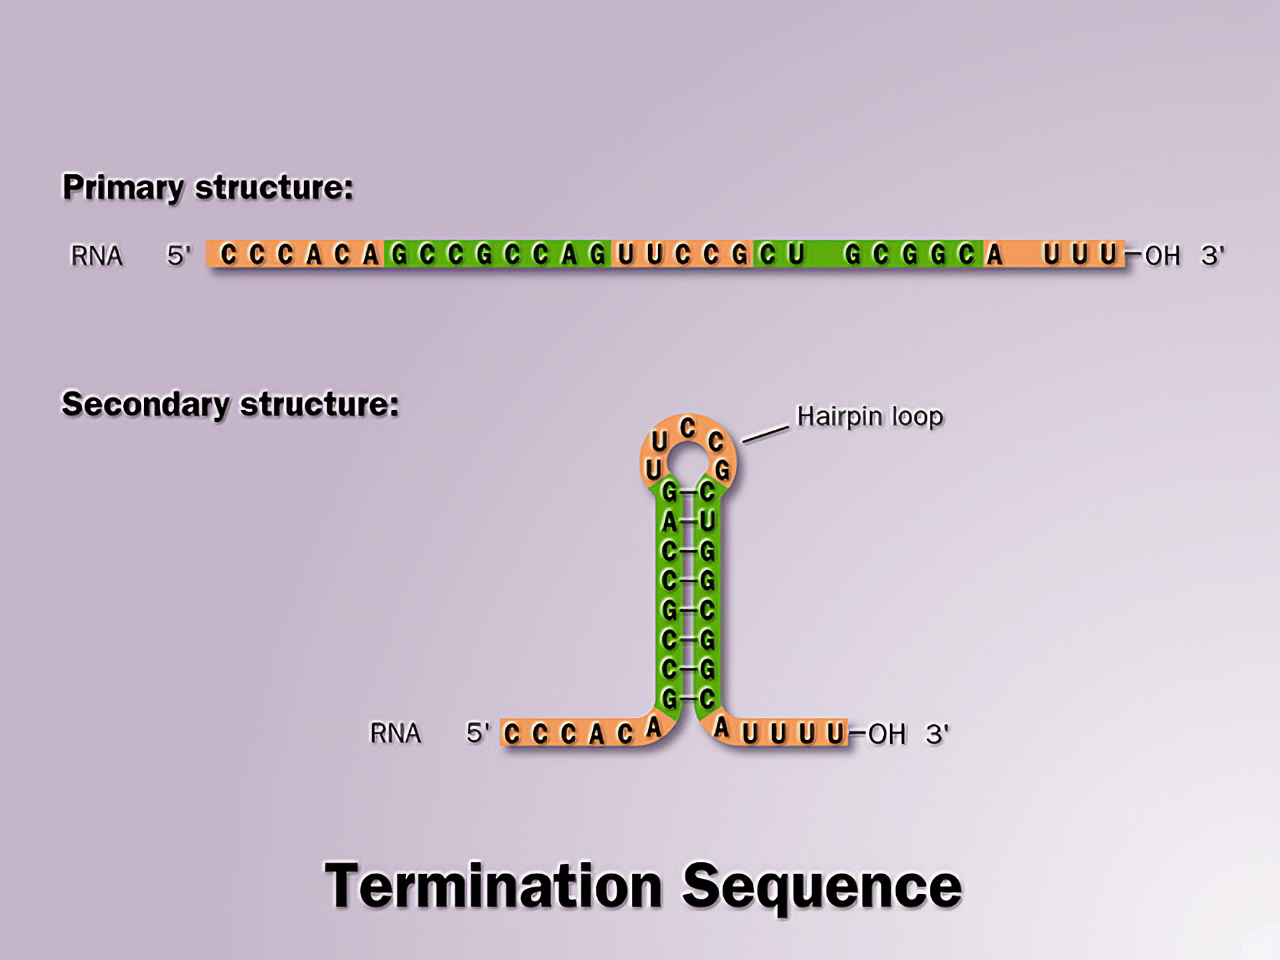 Primary structure:
RNA 5' C C C A C A G C C G C C A G U U C C G C U G C G G C A U U U -OH 3'
Secondary structure:
Hairpin loop
C
U C
U G
G-C
A-U
C-G
C-G
G-C
C-G
C-G
G-C
RNA 5' C C C A C A A U U U U -OH 3'
Termination Sequence